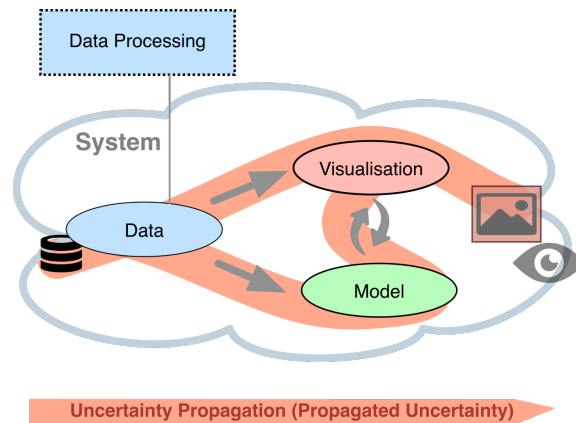 Data Processing
System
Visualisation
Data
Model
Uncertainty Propagation (Propagated Uncertainty)